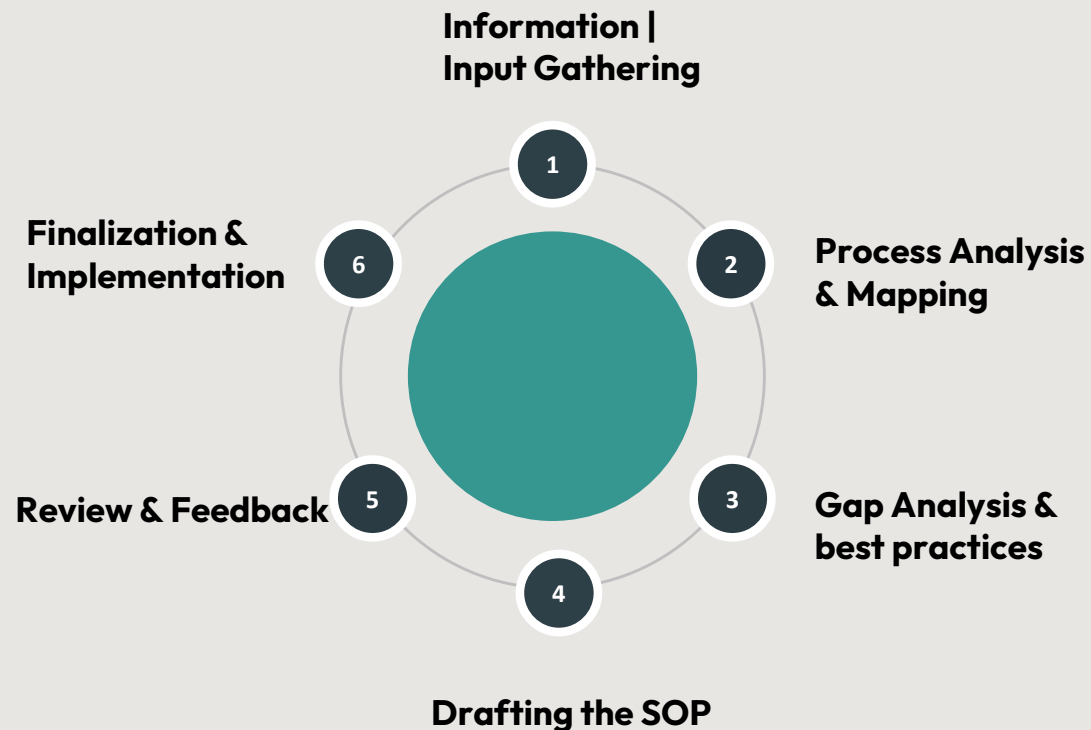 Information |
Input Gathering
1
2
Process Analysis
& Mapping
3
Gap Analysis &
best practices
4
Drafting the SOP
5
Review & Feedback
6
Finalization &
Implementation